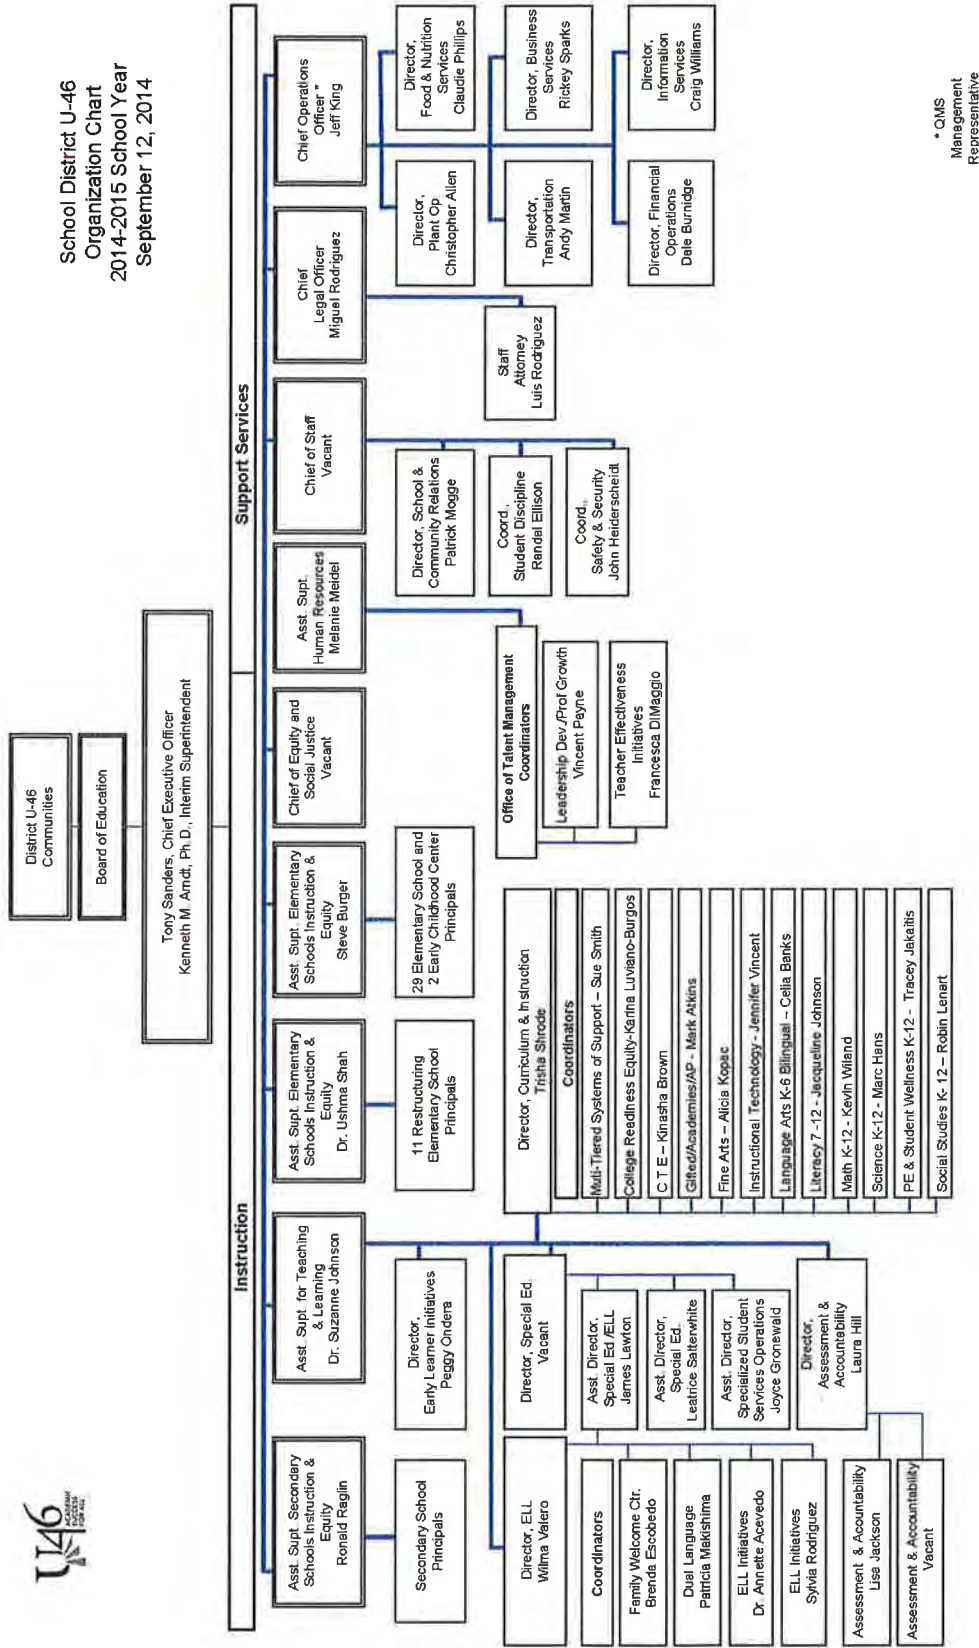 School District U-46
Organization Chart
2014-2015 School Year
September 12, 2014
U46
ACADEMIC
SUCCESS
FOR ALL
District U-46
Communities
Board of Education
Tony Sanders, Chief Executive Officer
Kenneth M. Arndt, Ph.D., Interim Superintendent
Instruction
Support Services
Asst. Supt. Secondary
Schools Instruction &
Equity
Ronald Raglin
Asst. Supt. for Teaching
& Learning
Dr. Suzanne Johnson
Asst. Supt. Elementary
Schools Instruction &
Equity
Dr. Ushma Shah
Asst. Supt. Elementary
Schools Instruction &
Equity
Steve Burger
Chief of Equity and
Social Justice
Vacant
Asst. Supt.
Human Resources
Melanie Meidel
Chief of Staff
Vacant
Chief
Legal Officer
Miguel Rodriguez
Chief Operations
Officer *
Jeff King
Secondary School
Principals
Director,
Early Learner Initiatives
Peggy Ondera
11 Restructuring
Elementary School
Principals
29 Elementary School and
2 Early Childhood Center
Principals
Director, School &
Community Relations
Patrick Mogge
Coord.,
Student Discipline
Rendal Ellison
Coord.,
Safety & Security
John Heiderscheidt
Staff
Attorney
Luis Rodriguez
Director,
Plant Op
Christopher Allen
Director,
Food & Nutrition
Services
Claudie Phillips
Director,
Transportation
Andy Martin
Director, Business
Services
Rickey Sparks
Director, Financial
Operations
Dale Burnidge
Director,
Information
Services
Craig Williams
Office of Talent Management
Coordinators
Leadership Dev./Prof Growth
Vincent Payne
Teacher Effectiveness
Initiatives
Francesca DiMaggio
Director, Curriculum & Instruction
Trisha Shrode
Coordinators
Multi-Tiered Systems of Support – Sue Smith
College Readiness Equity-Karina Luviano-Burgos
C T E – Kinasha Brown
Gifted/Academies/AP - Mark Atkins
Fine Arts – Alicia Kopec
Instructional Technology - Jennifer Vincent
Language Arts K-6 Bilingual – Celia Banks
Literacy 7 -12 - Jacqueline Johnson
Math K-12 - Kevin Wiland
Science K-12 - Marc Hans
PE & Student Wellness K-12 – Tracey Jakaitis
Social Studies K- 12 – Robin Lenart
Director, ELL
Wilma Valero
Coordinators
Family Welcome Ctr.
Brenda Escobedo
Dual Language
Patricia Makishima
ELL Initiatives
Dr. Annette Acevedo
ELL Initiatives
Sylvia Rodriguez
Director, Special Ed.
Vacant
Asst. Director,
Special Ed /ELL
James Lawton
Asst. Director,
Special Ed.
Leatrice Satterwhite
Asst. Director,
Specialized Student
Services Operations
Joyce Gronewald
Director,
Assessment &
Accountability
Laura Hill
Assessment & Acountability
Lisa Jackson
Assessment & Accountability
Vacant
* QMS
Management
Representative